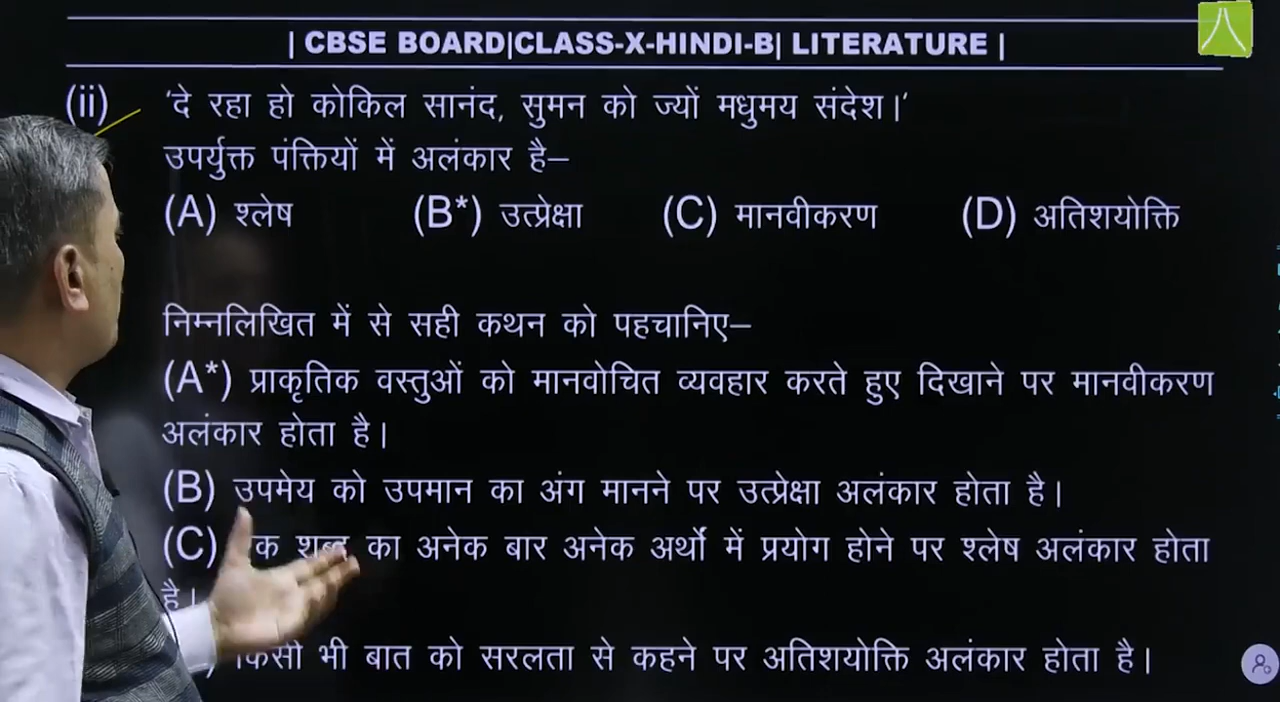 | CBSE BOARD|CLASS-X-HINDI-B| LITERATURE |
(ii) 'दे रहा हो कोकिल सानंद, सुमन को ज्यों मधुमय संदेश।'
उपर्युक्त पंक्तियों में अलंकार है–
(A) श्लेष (B*) उत्प्रेक्षा (C) मानवीकरण (D) अतिशयोक्ति
निम्नलिखित में से सही कथन को पहचानिए–
(A*) प्राकृतिक वस्तुओं को मानवोचित व्यवहार करते हुए दिखाने पर मानवीकरण
अलंकार होता है।
(B) उपमेय को उपमान का अंग मानने पर उत्प्रेक्षा अलंकार होता है।
(C) शब्द का अनेक बार अनेक अर्थों में प्रयोग होने पर श्लेष अलंकार होता
है।
किसी भी बात को सरलता से कहने पर अतिशयोक्ति अलंकार होता है।